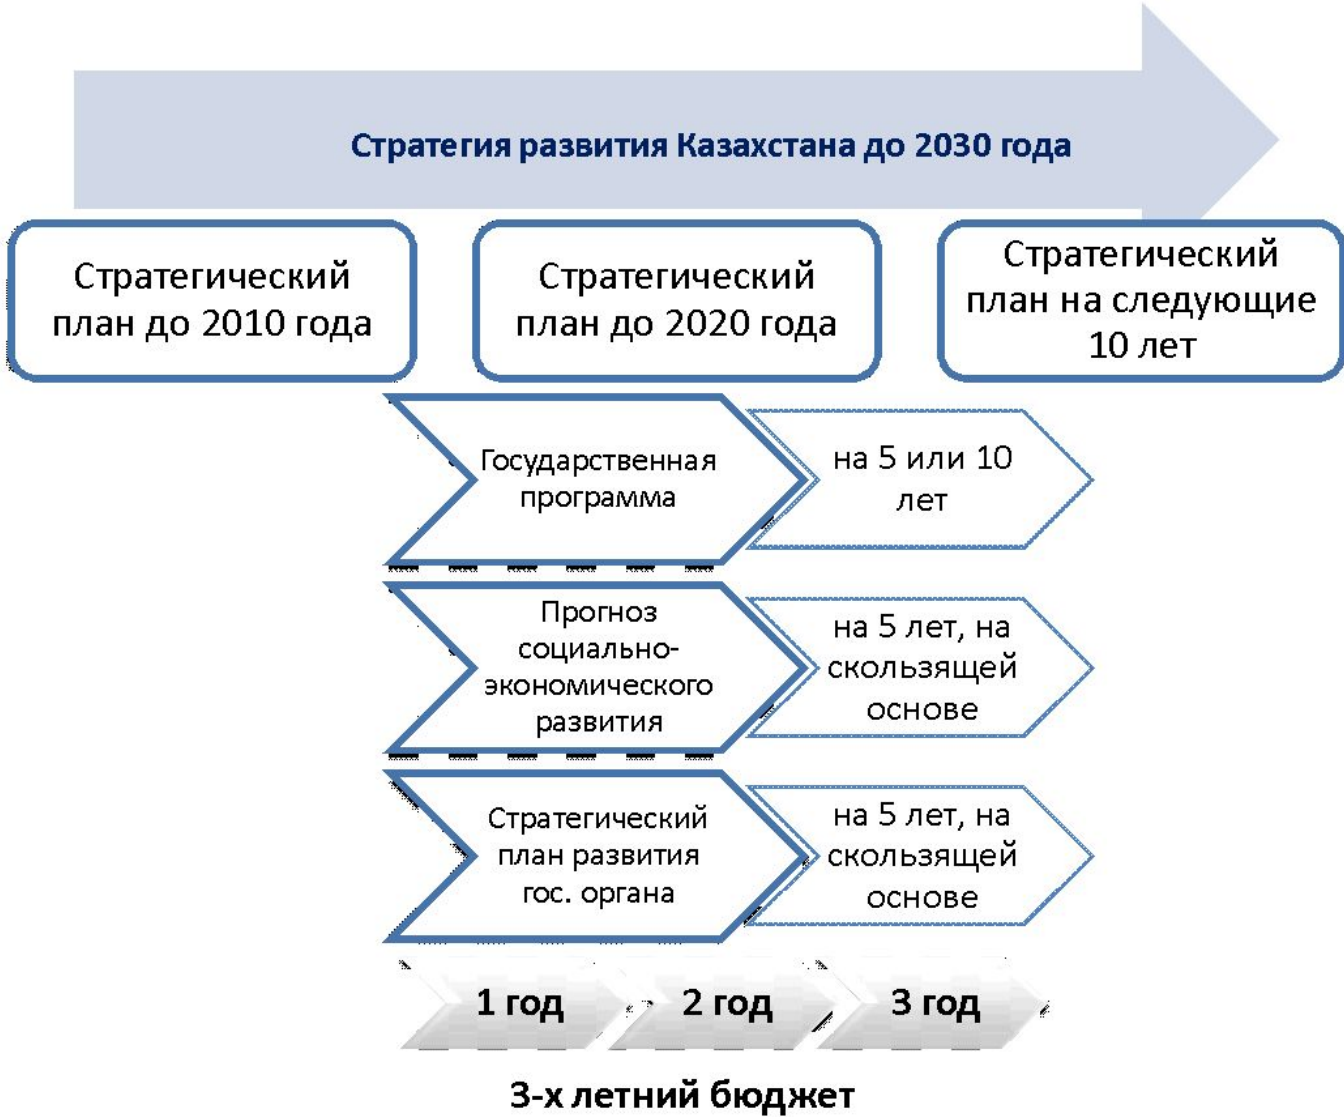 Стратегия развития Казахстана до 2030 года
Стратегический
план до 2010 года
Стратегический
план до 2020 года
Стратегический
план на следующие
10 лет
Государственная
программа
на 5 или 10
лет
Прогноз
социально-
экономического
развития
на 5 лет, на
скользящей
основе
Стратегический
план развития
гос. органа
на 5 лет, на
скользящей
основе
1 год
2 год
3 год
3-х летний бюджет